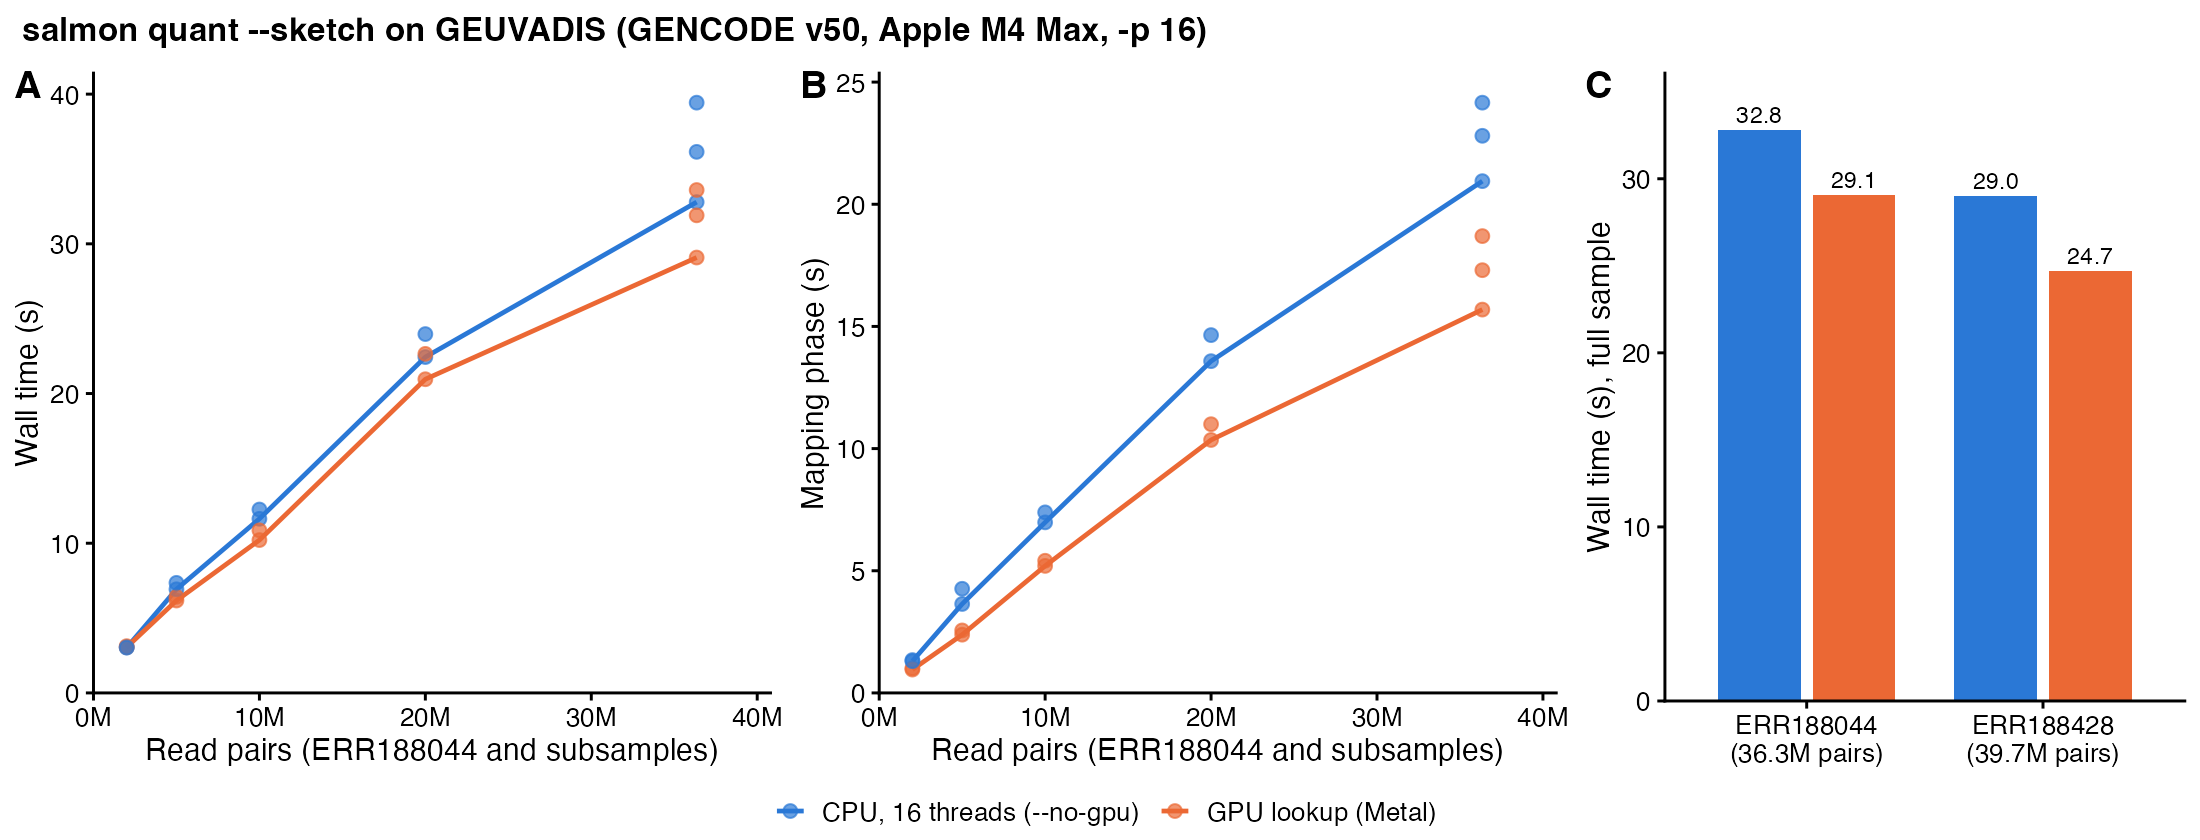 salmon quant --sketch on GEUVADIS (GENCODE v50, Apple M4 Max, -p 16)
A
Wall time (s)
40
30
20
10
0
0M
10M
20M
30M
40M
Read pairs (ERR188044 and subsamples)
B
Mapping phase (s)
25
20
15
10
5
0
0M
10M
20M
30M
40M
Read pairs (ERR188044 and subsamples)
C
Wall time (s), full sample
30
20
10
0
32.8
29.1
29.0
24.7
ERR188044
(36.3M pairs)
ERR188428
(39.7M pairs)
CPU, 16 threads (--no-gpu)
GPU lookup (Metal)